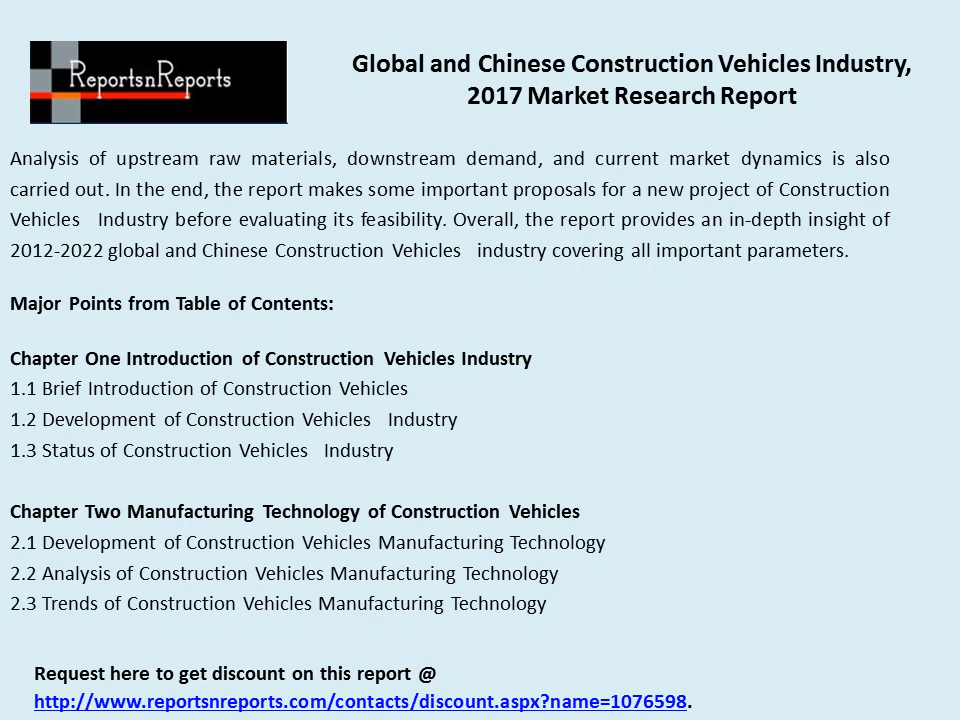 ReportsnReports
Global and Chinese Construction Vehicles Industry,
2017 Market Research Report
Analysis of upstream raw materials, downstream demand, and current market dynamics is also
carried out. In the end, the report makes some important proposals for a new project of Construction
Vehicles Industry before evaluating its feasibility. Overall, the report provides an in-depth insight of
2012-2022 global and Chinese Construction Vehicles industry covering all important parameters.
Major Points from Table of Contents:
Chapter One Introduction of Construction Vehicles Industry
1.1 Brief Introduction of Construction Vehicles
1.2 Development of Construction Vehicles Industry
1.3 Status of Construction Vehicles Industry
Chapter Two Manufacturing Technology of Construction Vehicles
2.1 Development of Construction Vehicles Manufacturing Technology
2.2 Analysis of Construction Vehicles Manufacturing Technology
2.3 Trends of Construction Vehicles Manufacturing Technology
Request here to get discount on this report @
http://www.reportsnreports.com/contacts/discount.aspx?name=1076598.